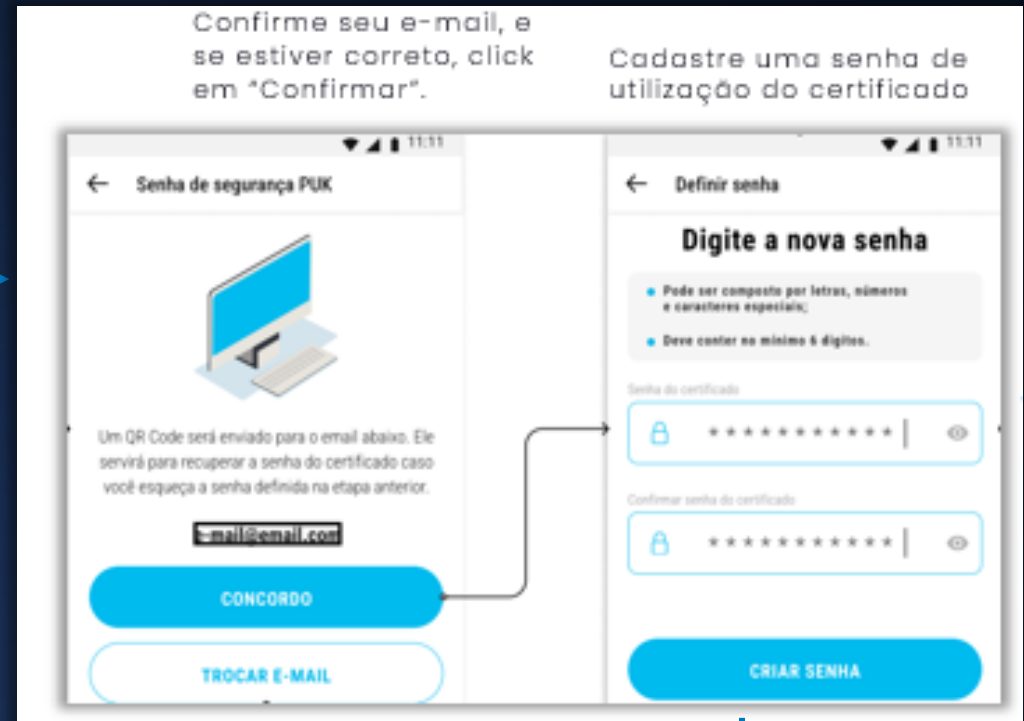 Confirme seu e-mail, e
se estiver correto, click
em "Confirmar".
Cadastre uma senha de
utilização do certificado
11:11
Senha de segurança PUK
Um QR Code será enviado para o email abaixo. Ele
servirá para recuperar a senha do certificado caso
você esqueça a senha definida na etapa anterior.
e-mail@email.com
CONCORDO
TROCAR E-MAIL
11:11
Definir senha
Digite a nova senha
Pode ser composto por letras, números
e caracteres especiais;
Deve conter no mínimo 6 digitos.
Senha do certificado
***********
Confirmar senha do certificado
***********
CRIAR SENHA